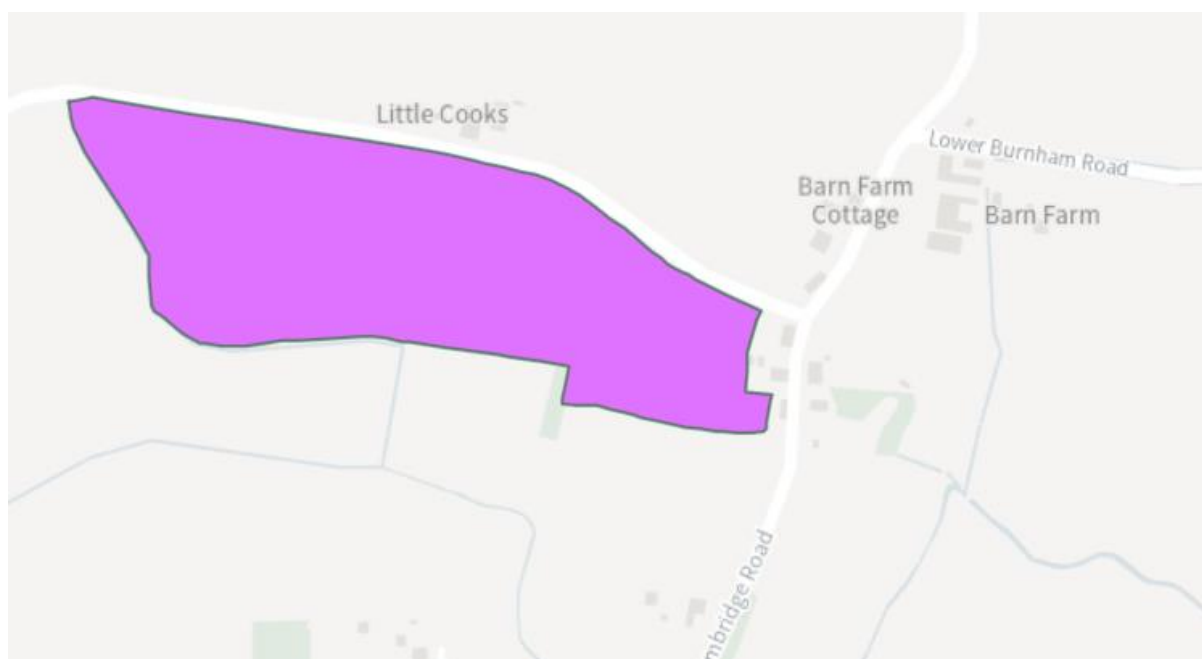 Little Cooks
Lower Burnham Road
Barn Farm
Cottage
Barn Farm
mbridge Road